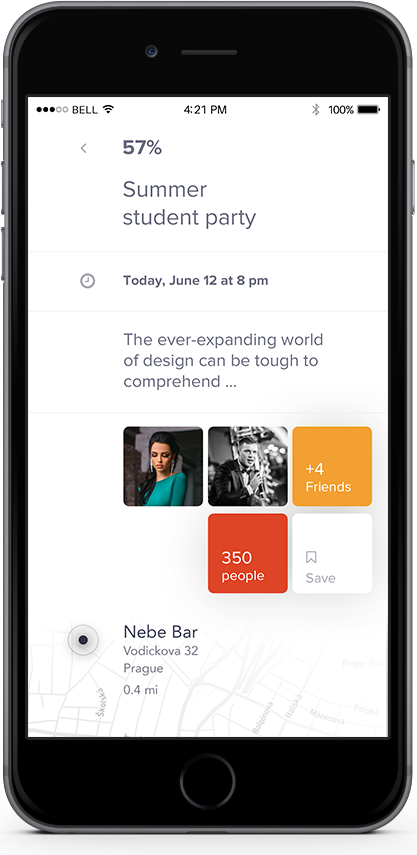 BELL 4:21 PM 100%
57%
Summer
student party
Today, June 12 at 8 pm
The ever-expanding world
of design can be tough to
comprehend ...
+4
Friends
350
people
Save
Nebe Bar
Vodickova 32
Prague
0.4 mi
Školská
Balbínova
Italská
Mánesova
Polská